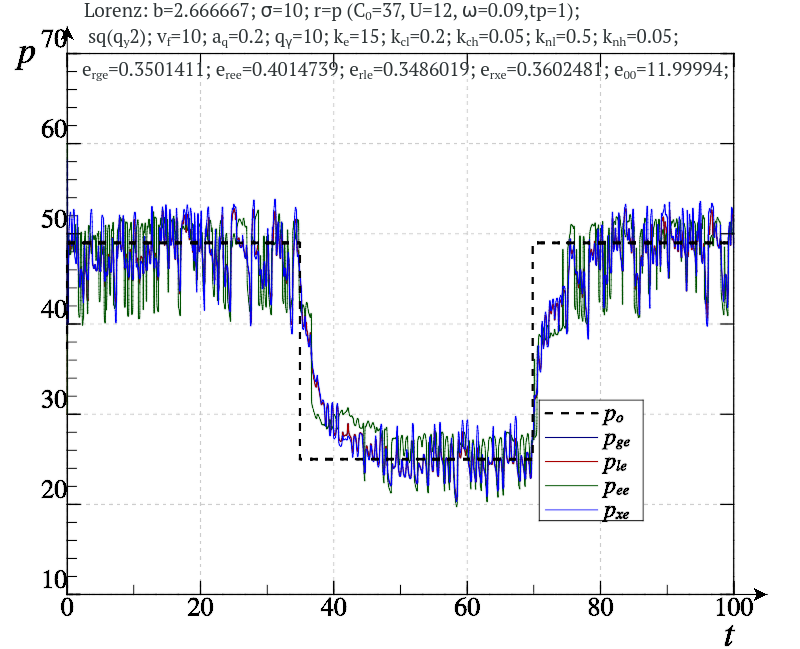 Lorenz: b=2.666667; σ=10; r=p (C₀=37, U=12, ω=0.09,tp=1);
sq(qᵧ2); v_f=10; a_q=0.2; q_γ=10; k_e=15; k_cl=0.2; k_ch=0.05; k_nl=0.5; k_nh=0.05;
e_rge=0.3501411; e_ree=0.4014739; e_rle=0.3486019; e_rxe=0.3602481; e_00=11.99994;
p
70
60
50
40
30
20
10
p_o
p_ge
p_le
p_ee
p_xe
0 20 40 60 80 100
t